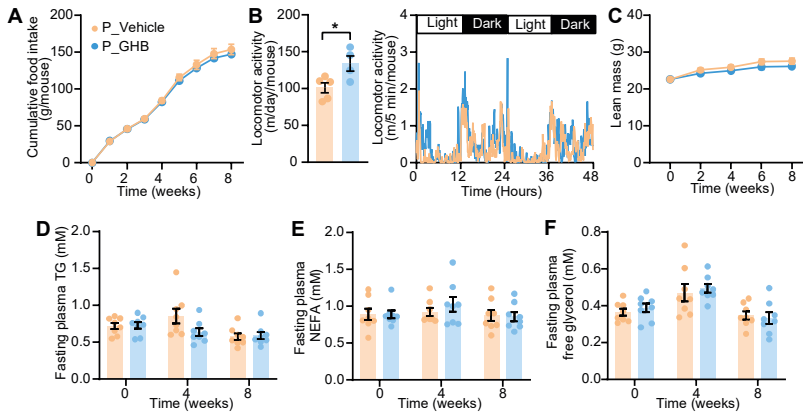 A
P_Vehicle
P_GHB
Cumulative food intake
(g/mouse)
200
150
100
50
0
0 2 4 6 8
Time (weeks)
B
*
Locomotor acitivity
(m/day/mouse)
200
150
100
50
0
Light Dark Light Dark
Locomotor acitivity
(m/5 min/mouse)
4
3
2
1
0
0 12 24 36 48
Time (Hours)
C
Lean mass (g)
40
30
20
10
0
0 2 4 6 8
Time (weeks)
D
Fasting plasma TG (mM)
2.0
1.5
1.0
0.5
0
0 4 8
Time (weeks)
E
Fasting plasma
NEFA (mM)
2.0
1.5
1.0
0.5
0
0 4 8
Time (weeks)
F
Fasting plasma
free glycerol (mM)
0.8
0.6
0.4
0.2
0
0 4 8
Time (weeks)